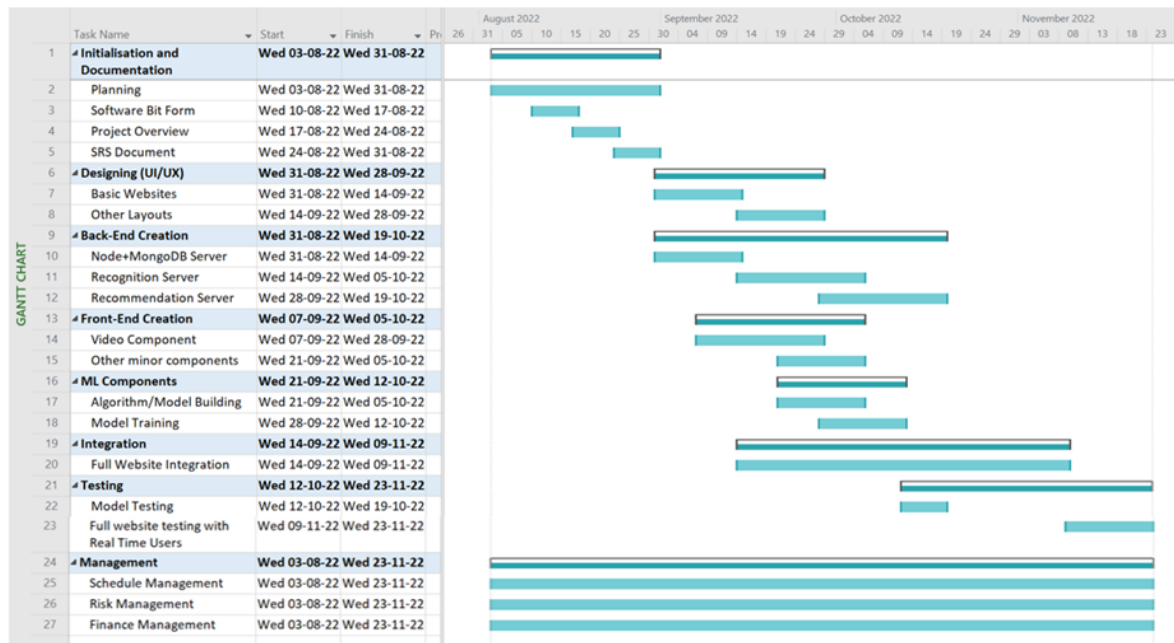 August 2022 September 2022 October 2022 November 2022
Task Name Start Finish Pr 26 31 05 10 15 20 25 30 04 09 14 19 24 29 04 09 14 19 24 29 03 08 13 18 23
1 Initialisation and Wed 03-08-22 Wed 31-08-22
Documentation
2 Planning Wed 03-08-22 Wed 31-08-22
3 Software Bit Form Wed 10-08-22 Wed 17-08-22
4 Project Overview Wed 17-08-22 Wed 24-08-22
5 SRS Document Wed 24-08-22 Wed 31-08-22
6 Designing (UI/UX) Wed 31-08-22 Wed 28-09-22
7 Basic Websites Wed 31-08-22 Wed 14-09-22
8 Other Layouts Wed 14-09-22 Wed 28-09-22
9 Back-End Creation Wed 31-08-22 Wed 19-10-22
10 Node+MongoDB Server Wed 31-08-22 Wed 14-09-22
11 Recognition Server Wed 14-09-22 Wed 05-10-22
12 Recommendation Server Wed 28-09-22 Wed 19-10-22
13 Front-End Creation Wed 07-09-22 Wed 05-10-22
14 Video Component Wed 07-09-22 Wed 28-09-22
15 Other minor components Wed 21-09-22 Wed 05-10-22
16 ML Components Wed 21-09-22 Wed 12-10-22
17 Algorithm/Model Building Wed 21-09-22 Wed 05-10-22
18 Model Training Wed 28-09-22 Wed 12-10-22
19 Integration Wed 14-09-22 Wed 09-11-22
20 Full Website Integration Wed 14-09-22 Wed 09-11-22
21 Testing Wed 12-10-22 Wed 23-11-22
22 Model Testing Wed 12-10-22 Wed 19-10-22
23 Full website testing with Wed 09-11-22 Wed 23-11-22
Real Time Users
24 Management Wed 03-08-22 Wed 23-11-22
25 Schedule Management Wed 03-08-22 Wed 23-11-22
26 Risk Management Wed 03-08-22 Wed 23-11-22
27 Finance Management Wed 03-08-22 Wed 23-11-22
GANTT CHART